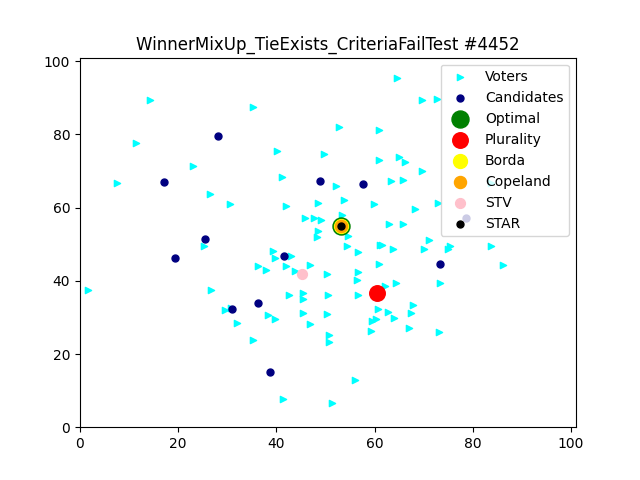 WinnerMixUp_TieExists_CriteriaFailTest #4452
100
80
60
40
20
0
0 20 40 60 80 100
Voters
Candidates
Optimal
Plurality
Borda
Copeland
STV
STAR